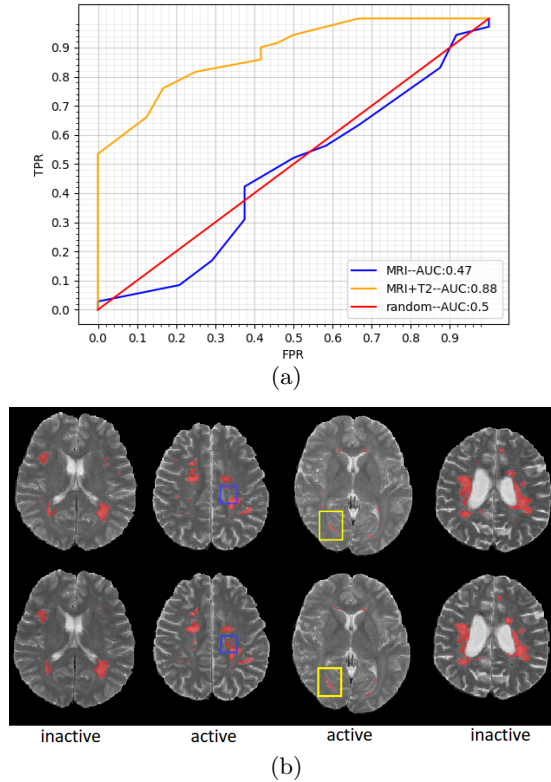 0.9
0.8
0.7
0.6
0.5
0.4
0.3
0.2
0.1
0.0
TPR
MRI--AUC:0.47
MRI+T2--AUC:0.88
random--AUC:0.5
0.0 0.1 0.2 0.3 0.4 0.5 0.6 0.7 0.8 0.9
FPR
(a)
inactive active active inactive
(b)